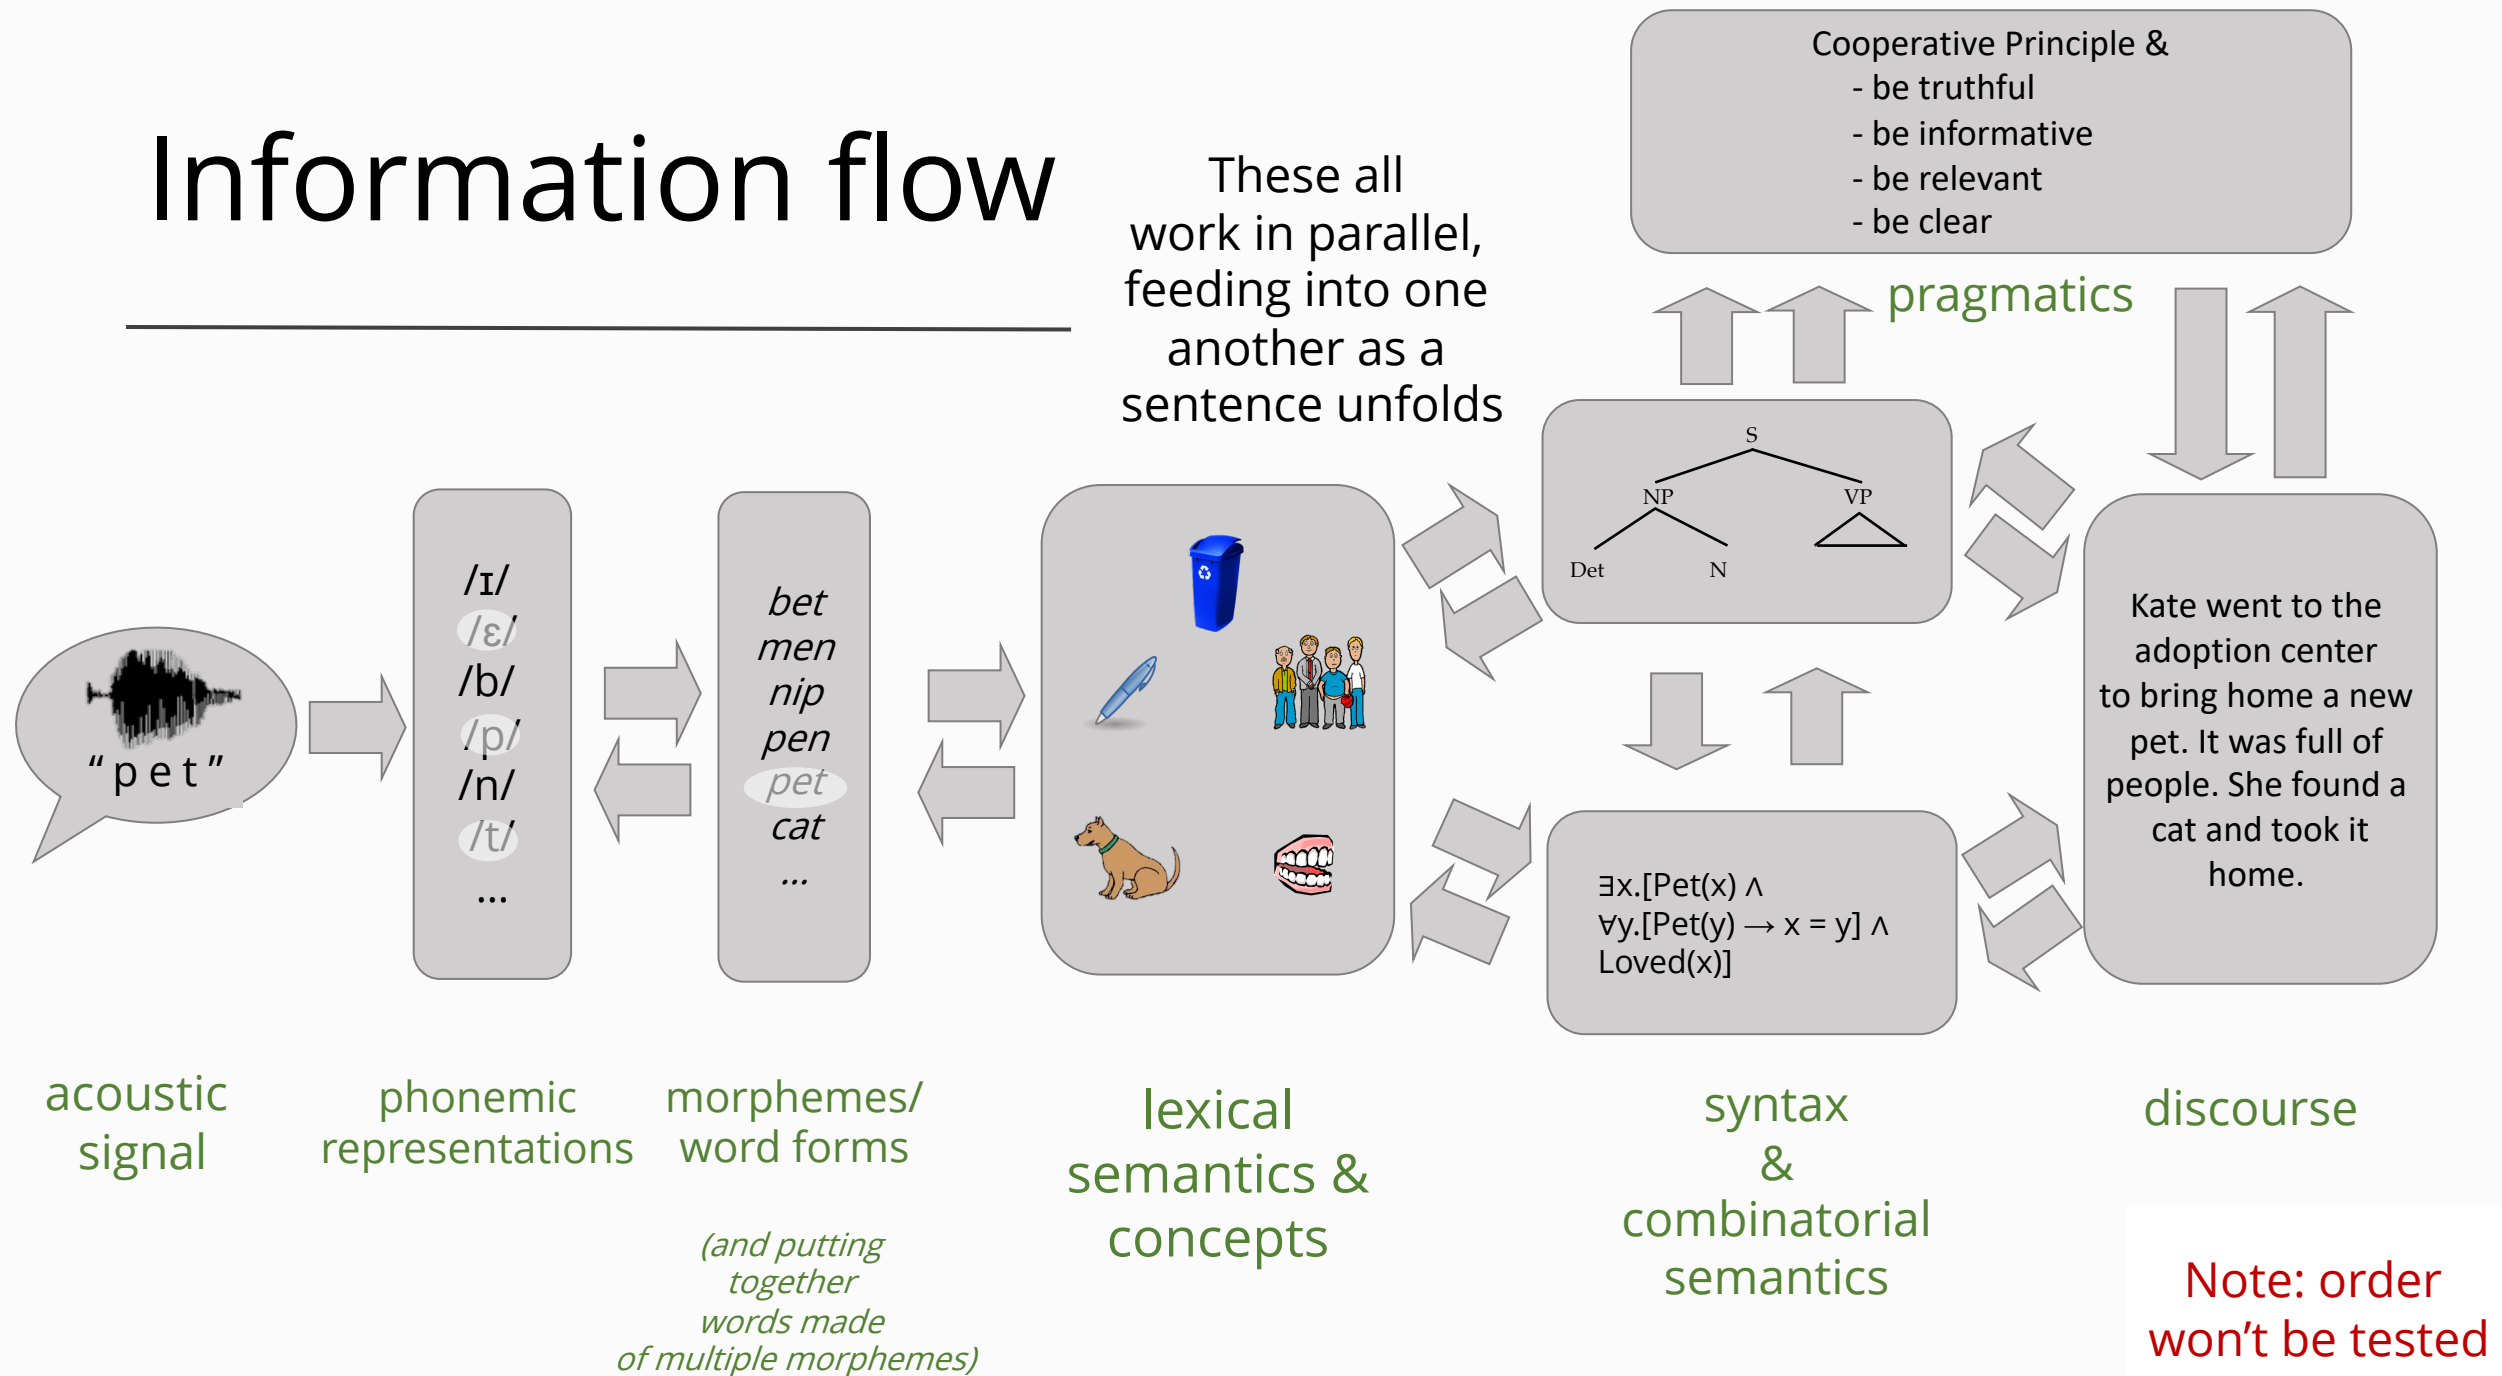 Information flow
These all
work in parallel,
feeding into one
another as a
sentence unfolds
Cooperative Principle &
- be truthful
- be informative
- be relevant
- be clear
pragmatics
"pet"
/ɪ/
/ɛ/
/b/
/p/
/n/
/t/
...
bet
men
nip
pen
pet
cat
...
S
NP
VP
Det
N
∃x.[Pet(x) ∧
∀y.[Pet(y) → x = y] ∧
Loved(x)]
Kate went to the
adoption center
to bring home a new
pet. It was full of
people. She found a
cat and took it
home.
acoustic
signal
phonemic
representations
morphemes/
word forms
(and putting
together
words made
of multiple morphemes)
lexical
semantics &
concepts
syntax
&
combinatorial
semantics
discourse
Note: order
won't be tested